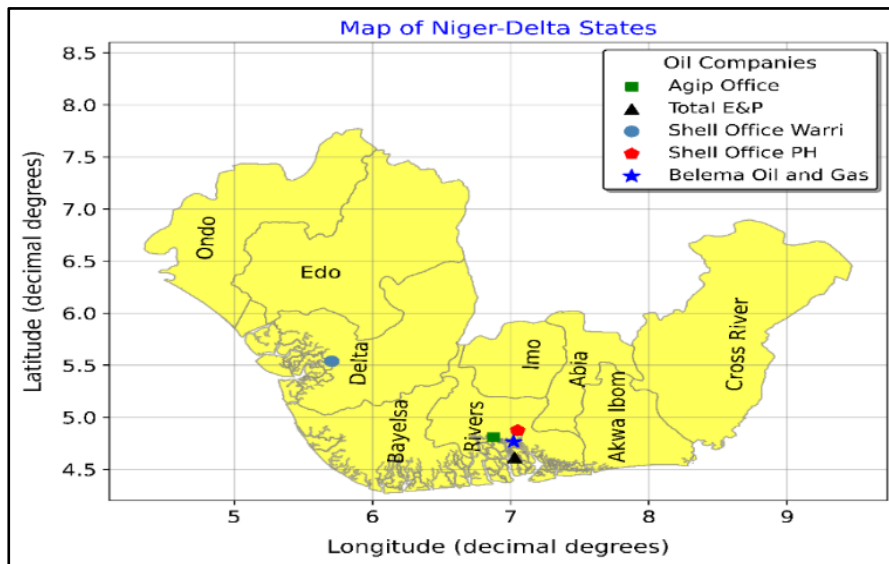 Map of Niger-Delta States
Oil Companies
Agip Office
Total E&P
Shell Office Warri
Shell Office PH
Belema Oil and Gas
Latitude (decimal degrees)
8.5
8.0
7.5
7.0
6.5
6.0
5.5
5.0
4.5
Ondo
Edo
Delta
Bayelsa
Rivers
Imo
Abia
Akwa Ibom
Cross River
5 6 7 8 9
Longitude (decimal degrees)